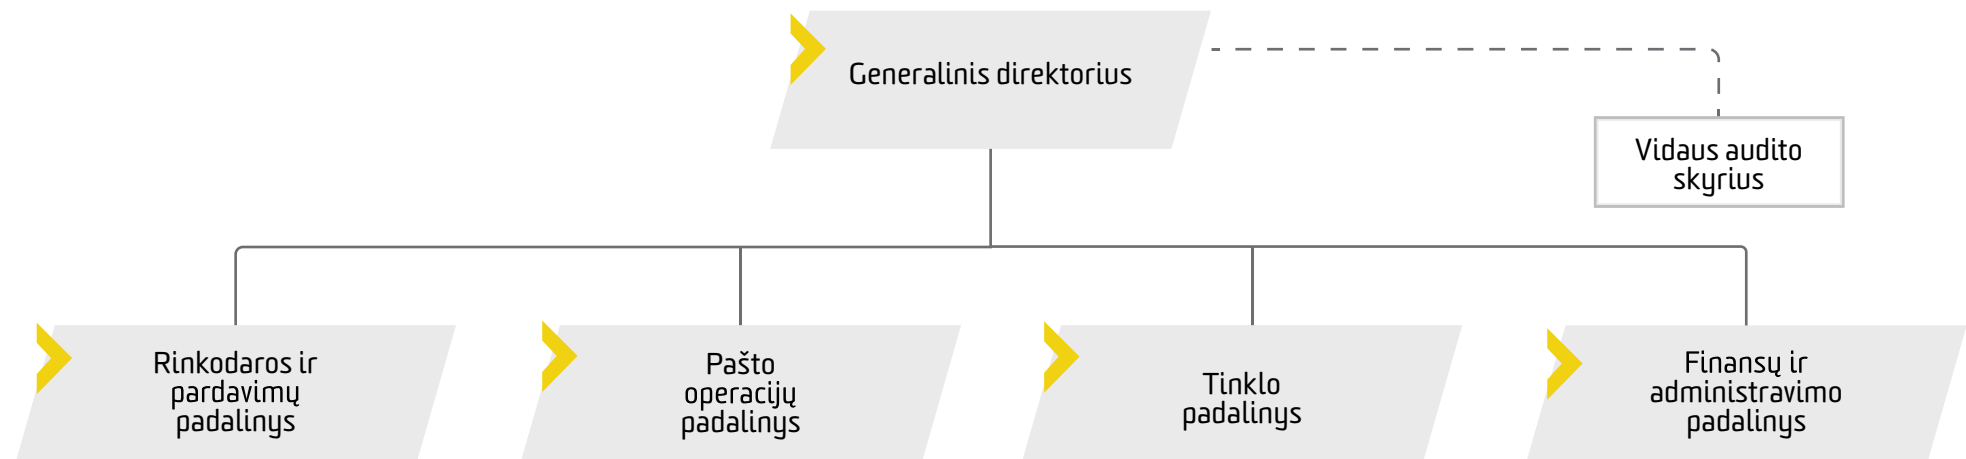 Generalinis direktorius
Vidaus audito
skyrius
Rinkodaros ir
pardavimų
padalinys
Pašto
operacijų
padalinys
Tinklo
padalinys
Finansų ir
administravimo
padalinys